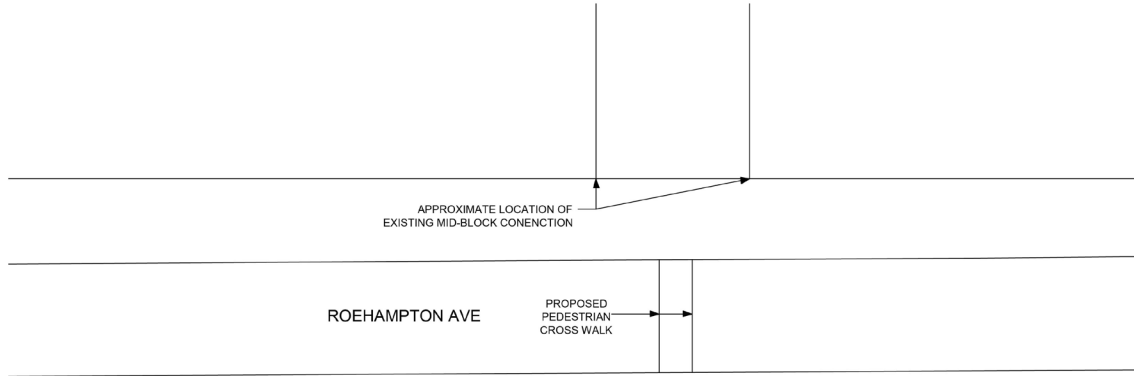 APPROXIMATE LOCATION OF
EXISTING MID-BLOCK CONENCTION
ROEHAMPTON AVE
PROPOSED
PEDESTRIAN
CROSS WALK